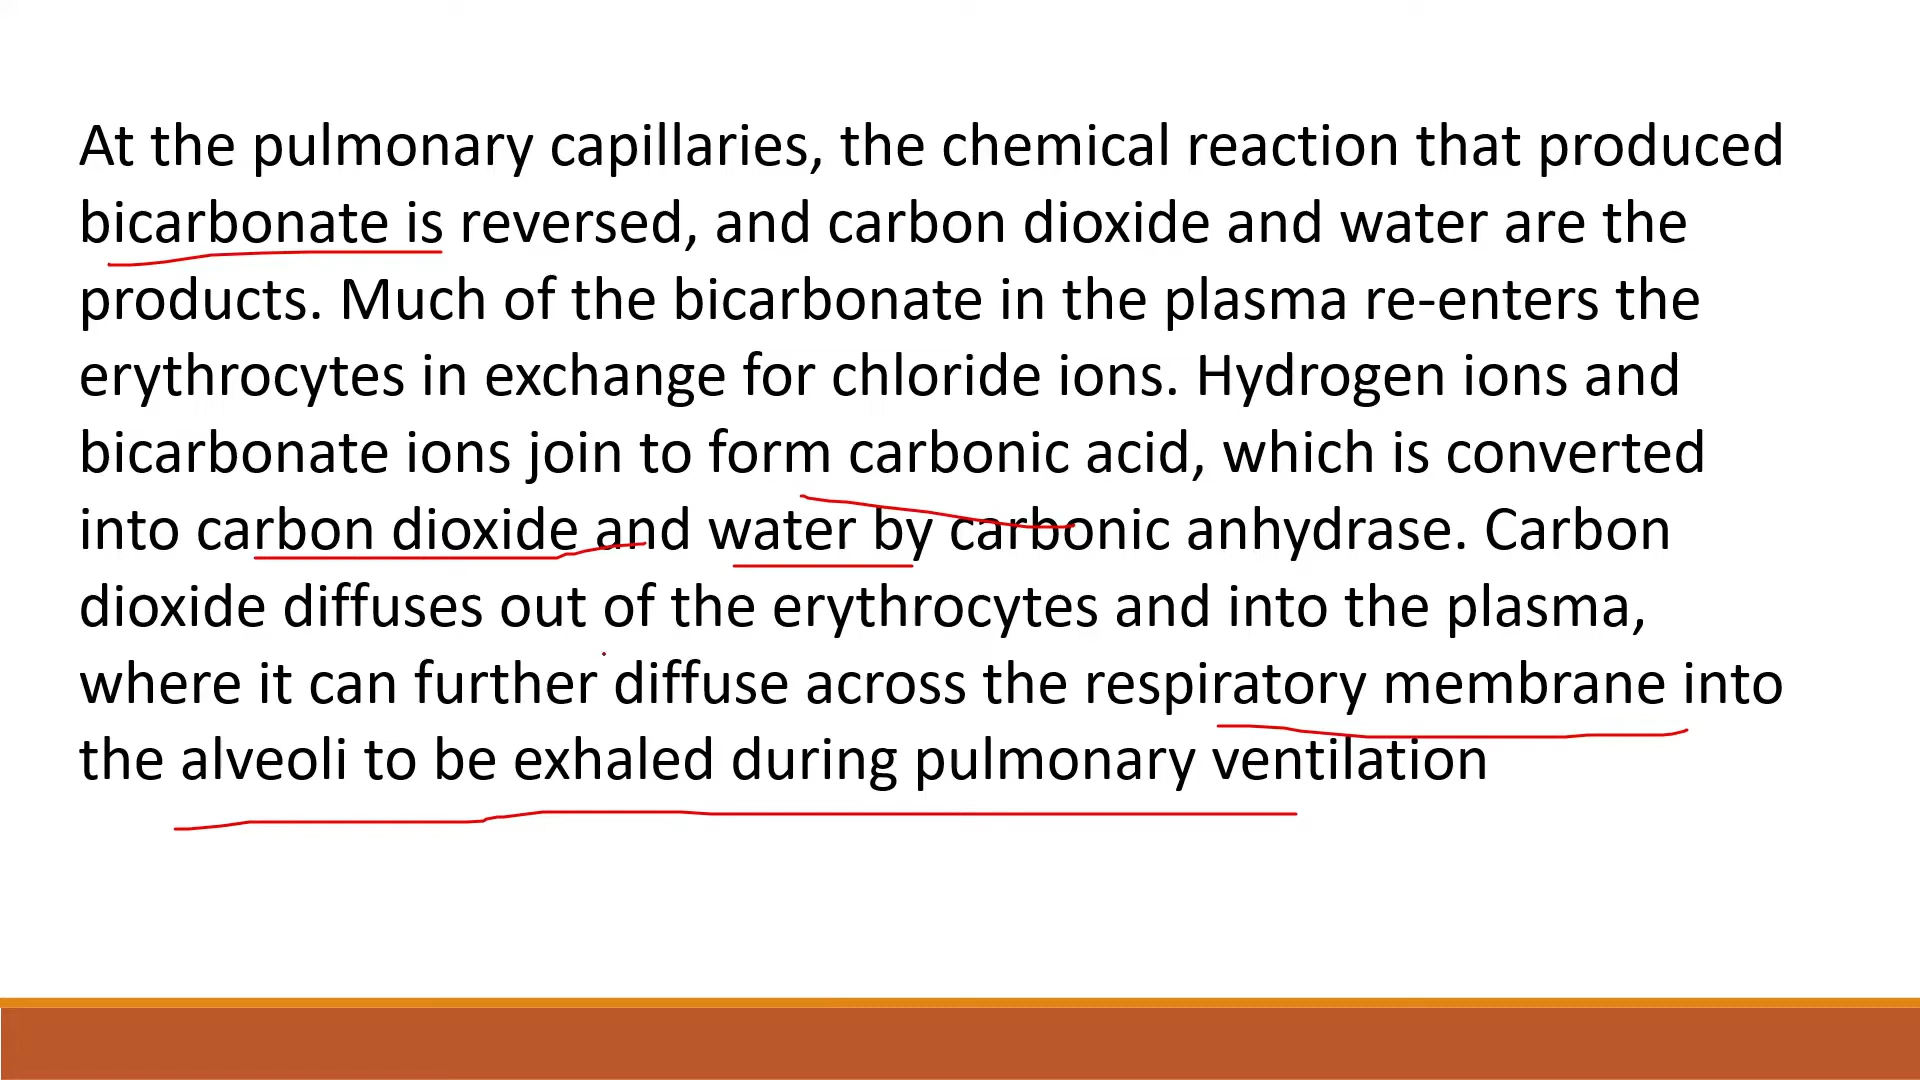 At the pulmonary capillaries, the chemical reaction that produced
bicarbonate is reversed, and carbon dioxide and water are the
products. Much of the bicarbonate in the plasma re-enters the
erythrocytes in exchange for chloride ions. Hydrogen ions and
bicarbonate ions join to form carbonic acid, which is converted
into carbon dioxide and water by carbonic anhydrase. Carbon
dioxide diffuses out of the erythrocytes and into the plasma,
where it can further diffuse across the respiratory membrane into
the alveoli to be exhaled during pulmonary ventilation